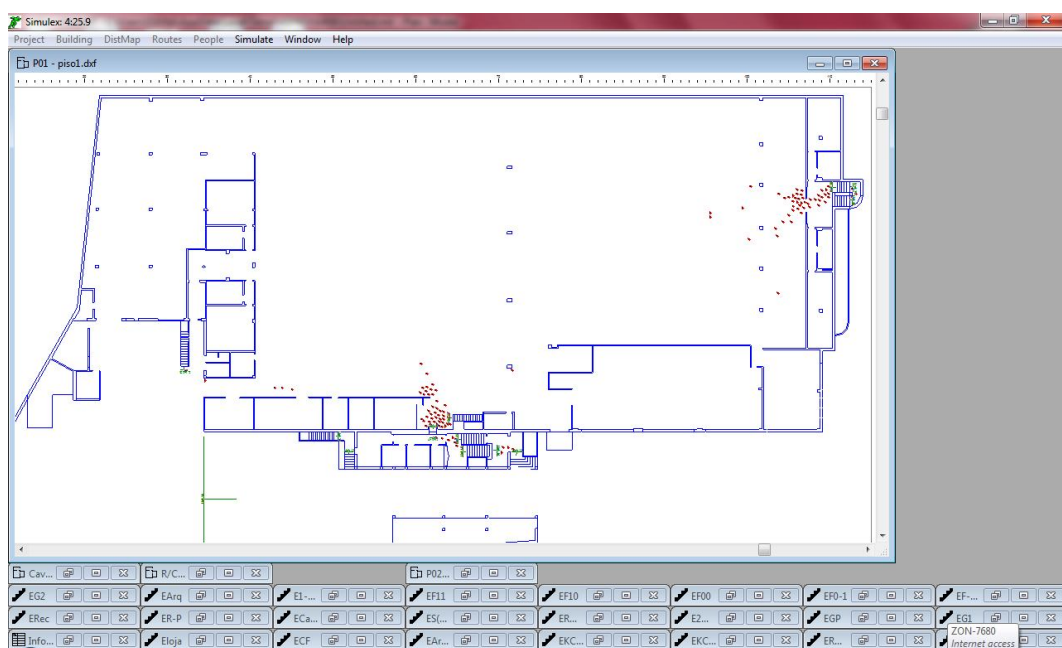 Simulex: 4:25.9
Project Building DistMap Routes People Simulate Window Help
P01 - piso1.dxf
Cav... R/C... P02...
EG2 EArq E1-... EF11 EF10 EF00 EF0-1 EF-...
ERec ER-P ECa... ES(... ER... E2... EGP EG1
Info... Eloja ECF EAr... EKC... EKC... ER...
ZON-7680
Internet access